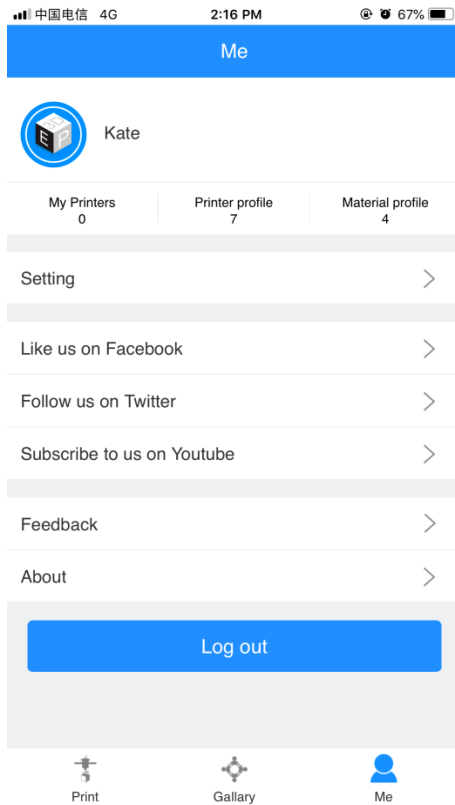 中国电信 4G 2:16 PM 67%
Me
3D
E P
Kate
My Printers Printer profile Material profile
0 7 4
Setting
Like us on Facebook
Follow us on Twitter
Subscribe to us on Youtube
Feedback
About
Log out
Print Gallary Me